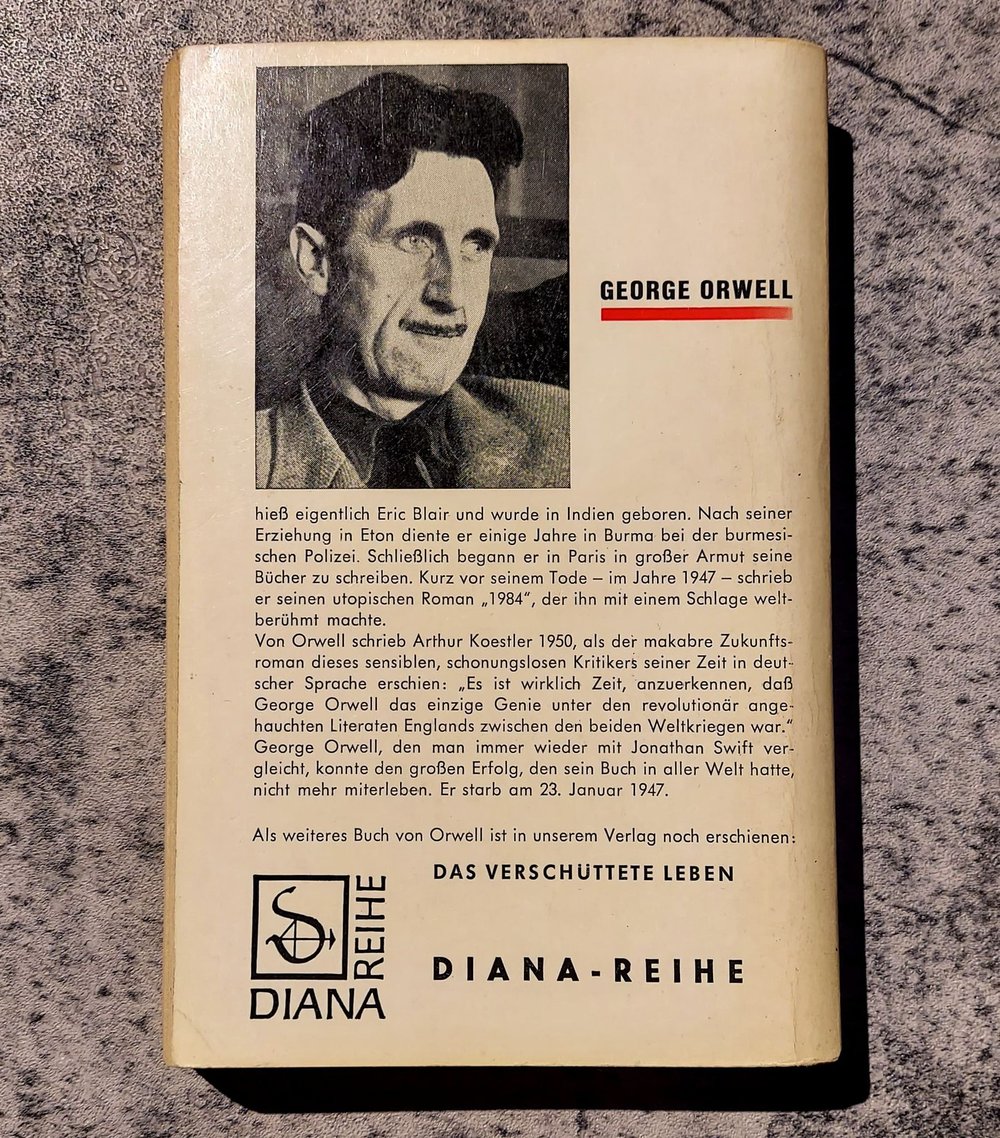 GEORGE ORWELL
hieß eigentlich Eric Blair und wurde in Indien geboren. Nach seiner
Erziehung in Eton diente er einige Jahre in Burma bei der burmesi-
schen Polizei. Schließlich begann er in Paris in großer Armut seine
Bücher zu schreiben. Kurz vor seinem Tode – im Jahre 1947 – schrieb
er seinen utopischen Roman „1984“, der ihn mit einem Schlage welt-
berühmt machte.
Von Orwell schrieb Arthur Koestler 1950, als der makabre Zukunfts-
roman dieses sensiblen, schonungslosen Kritikers seiner Zeit in deut-
scher Sprache erschien: „Es ist wirklich Zeit, anzuerkennen, daß
George Orwell das einzige Genie unter den revolutionär ange-
hauchten Literaten Englands zwischen den beiden Weltkriegen war.“
George Orwell, den man immer wieder mit Jonathan Swift ver-
gleicht, konnte den großen Erfolg, den sein Buch in aller Welt hatte,
nicht mehr miterleben. Er starb am 23. Januar 1947.
Als weiteres Buch von Orwell ist in unserem Verlag noch erschienen:
DAS VERSCHÜTTETE LEBEN
DIANA-REIHE
REIHE
DIANA